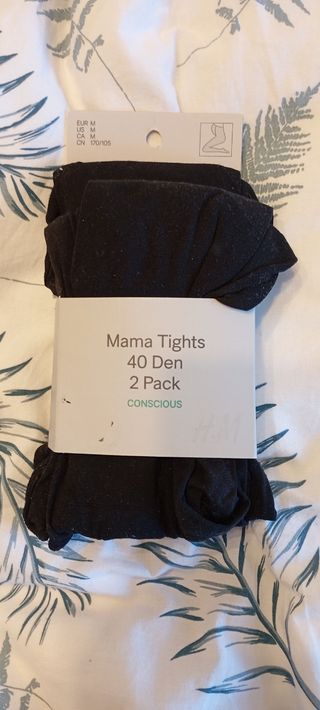 EUR M
US M
CA M
CN 170/105
Mama Tights
40 Den
2 Pack
CONSCIOUS
H&M